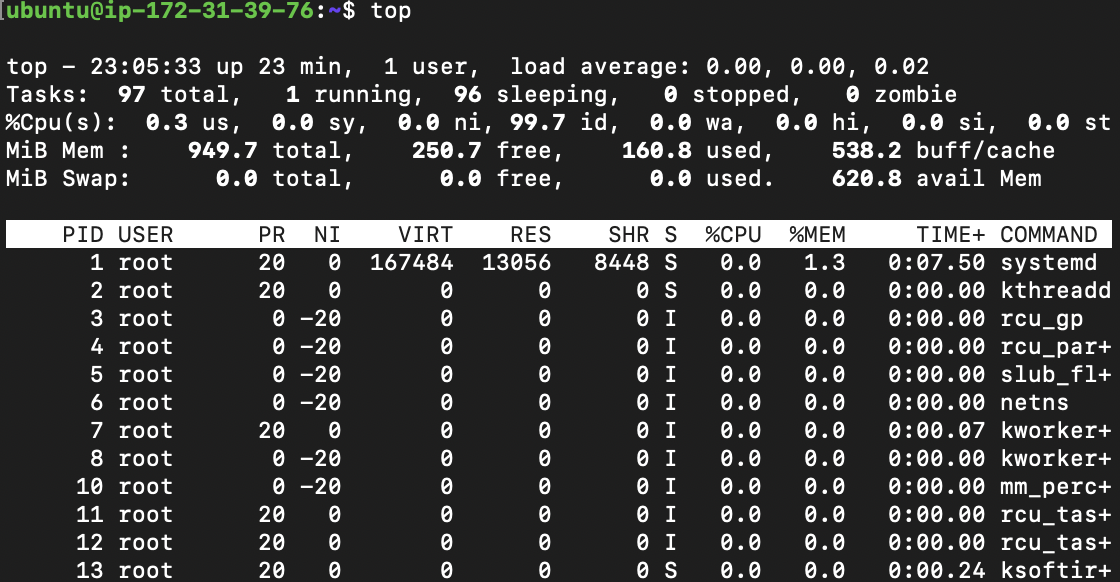 [ubuntu@ip-172-31-39-76:~$ top
top - 23:05:33 up 23 min,  1 user,  load average: 0.00, 0.00, 0.02
Tasks:  97 total,   1 running,  96 sleeping,   0 stopped,   0 zombie
%Cpu(s):  0.3 us,  0.0 sy,  0.0 ni, 99.7 id,  0.0 wa,  0.0 hi,  0.0 si,  0.0 st
MiB Mem :    949.7 total,    250.7 free,    160.8 used,    538.2 buff/cache
MiB Swap:      0.0 total,      0.0 free,      0.0 used.    620.8 avail Mem
    PID USER      PR  NI    VIRT    RES    SHR S  %CPU  %MEM     TIME+ COMMAND
      1 root      20   0  167484  13056   8448 S   0.0   1.3   0:07.50 systemd
      2 root      20   0       0      0      0 S   0.0   0.0   0:00.00 kthreadd
      3 root       0 -20       0      0      0 I   0.0   0.0   0:00.00 rcu_gp
      4 root       0 -20       0      0      0 I   0.0   0.0   0:00.00 rcu_par+
      5 root       0 -20       0      0      0 I   0.0   0.0   0:00.00 slub_fl+
      6 root       0 -20       0      0      0 I   0.0   0.0   0:00.00 netns
      7 root      20   0       0      0      0 I   0.0   0.0   0:00.07 kworker+
      8 root       0 -20       0      0      0 I   0.0   0.0   0:00.00 kworker+
     10 root       0 -20       0      0      0 I   0.0   0.0   0:00.00 mm_perc+
     11 root      20   0       0      0      0 I   0.0   0.0   0:00.00 rcu_tas+
     12 root      20   0       0      0      0 I   0.0   0.0   0:00.00 rcu_tas+
     13 root      20   0       0      0      0 S   0.0   0.0   0:00.24 ksoftir+